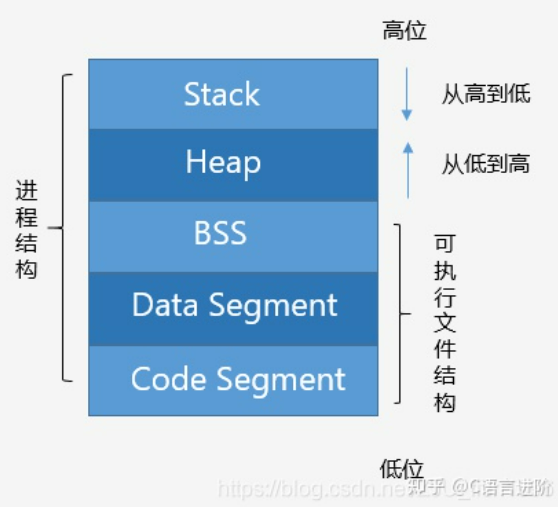 高位
Stack
从高到低
Heap
从低到高
进程结构
BSS
可执行文件结构
Data Segment
Code Segment
低位
https://blog.csdn.ne
知乎 @C语言进阶